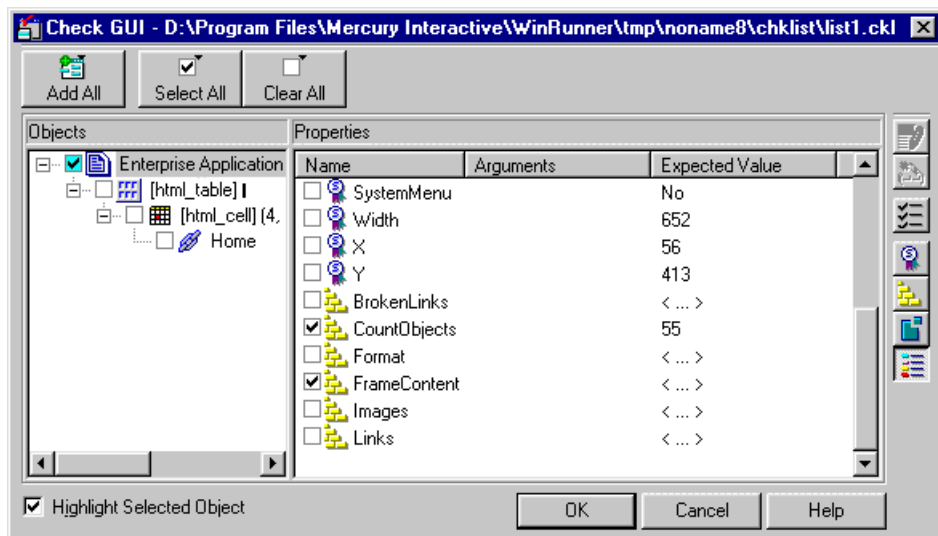 Check GUI - D:\Program Files\Mercury Interactive\WinRunner\tmp\noname8\chklist\list1.ckl
Add All Select All Clear All
Objects Properties
Name Arguments Expected Value
Enterprise Application
[html_table]
[html_cell] (4,
Home
SystemMenu No
Width 652
X 56
Y 413
BrokenLinks < ... >
CountObjects 55
Format < ... >
FrameContent < ... >
Images < ... >
Links < ... >
Highlight Selected Object OK Cancel Help